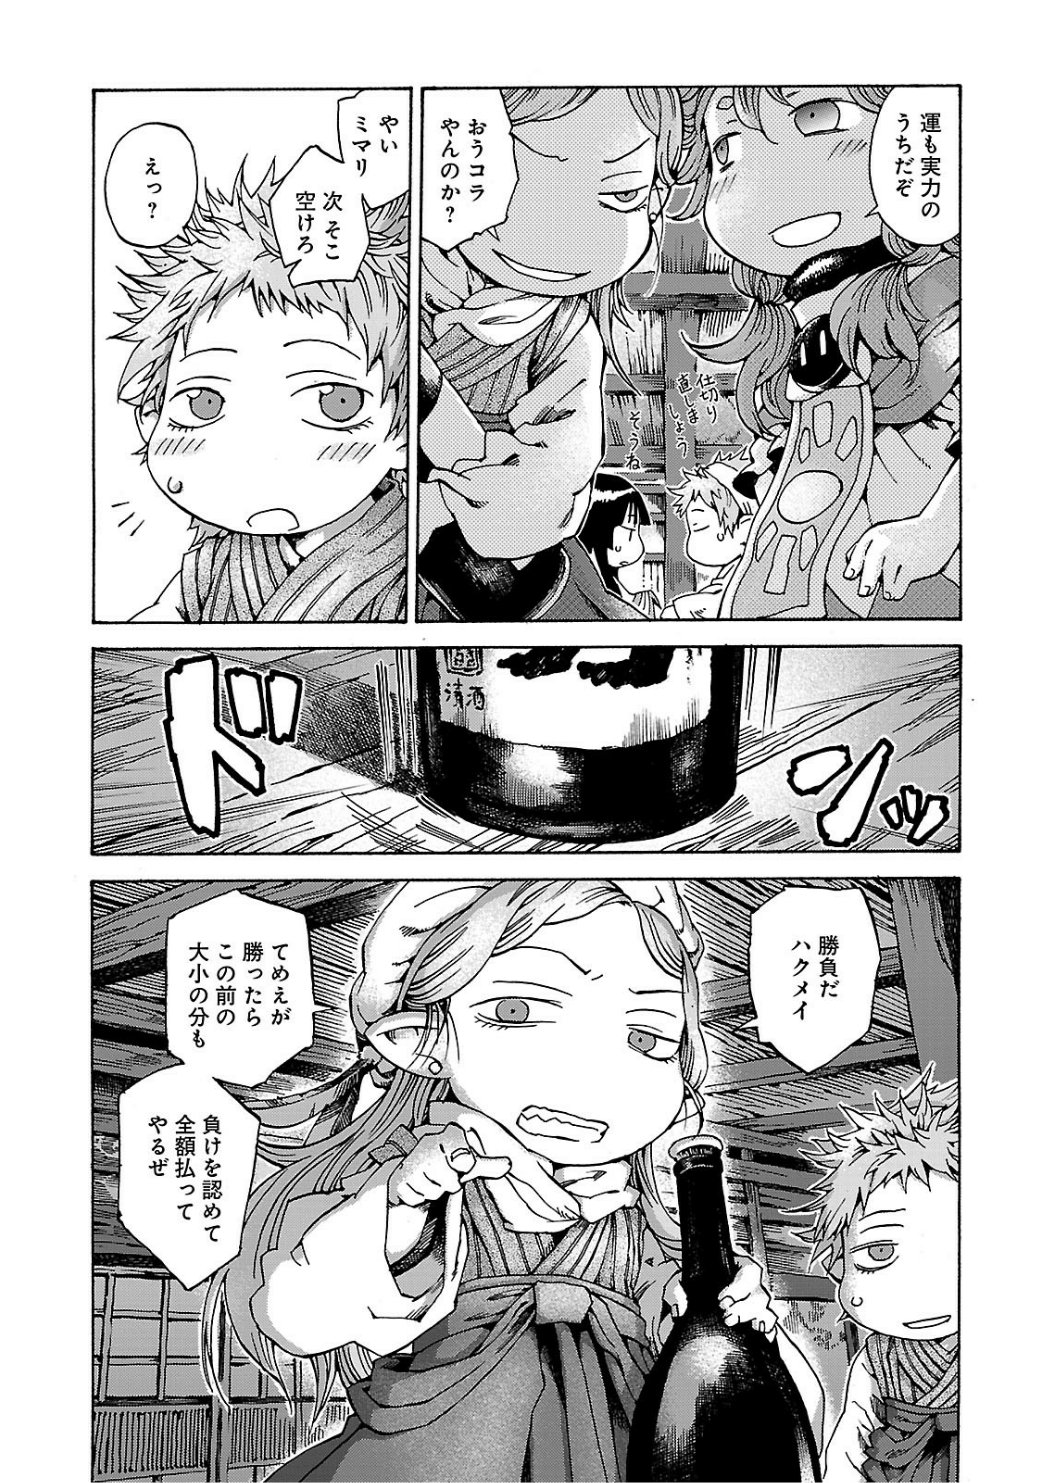 運も実力の
うちだぞ
おうコラ
やんのか？
仕切り
直しま
しょう
そうね
やい
ミマリ
次 そこ
空けろ
えっ？
ドンッ
清酒
勝負だ
ハクメイ
てめえが
勝ったら
この前の
大小の分も
負けを認めて
全額払って
やるぜ